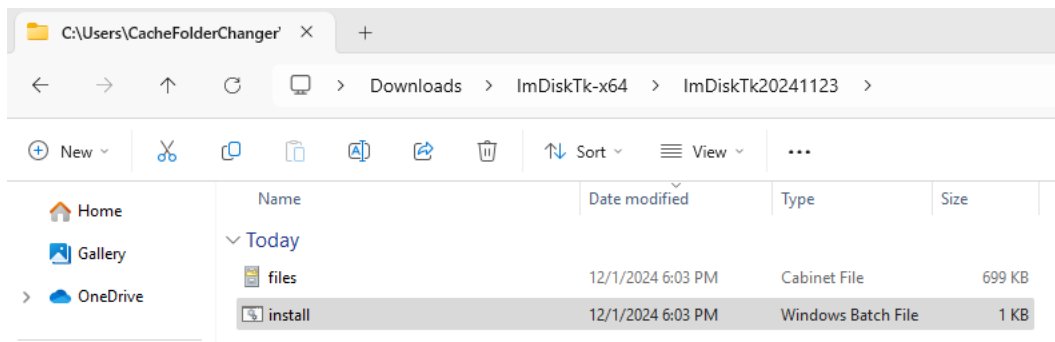 C:\Users\CacheFolderChanger'
Downloads > ImDiskTk-x64 > ImDiskTk20241123 >
New Sort View ...
Name Date modified Type Size
Home
Today
Gallery
files 12/1/2024 6:03 PM Cabinet File 699 KB
OneDrive
install 12/1/2024 6:03 PM Windows Batch File 1 KB